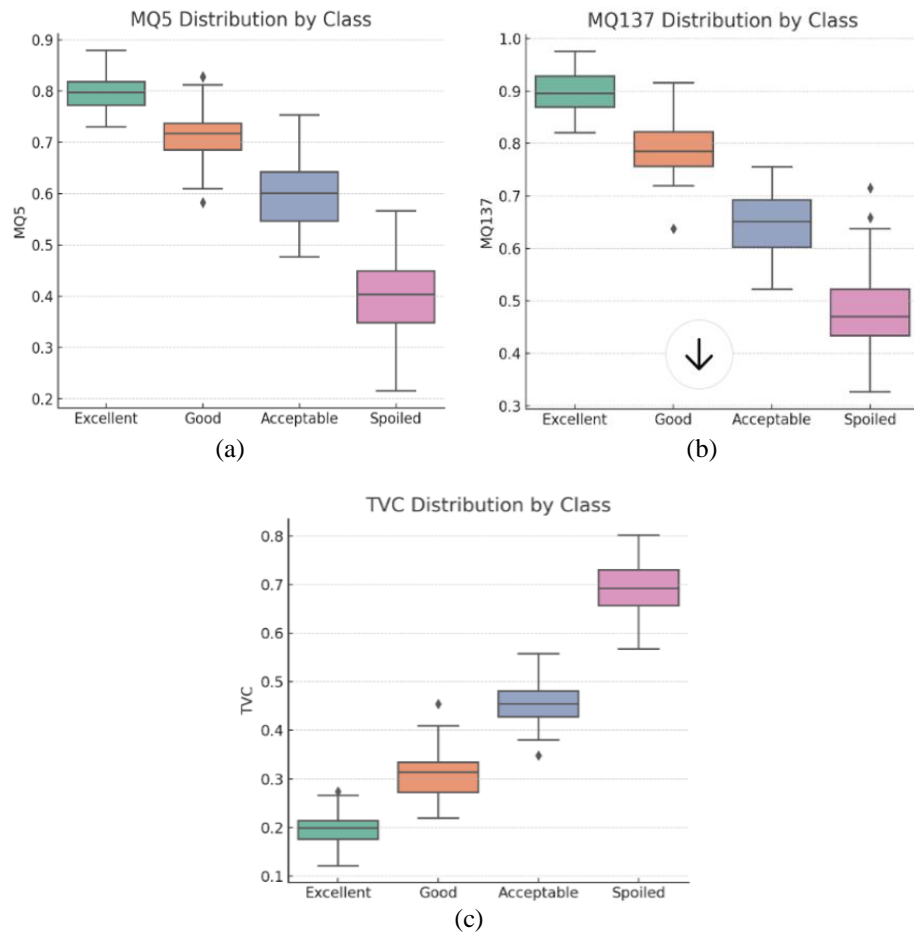 MQ5 Distribution by Class
0.9
0.8
0.7
0.6
0.5
0.4
0.3
0.2
MQ5
Excellent Good Acceptable Spoiled
(a)
MQ137 Distribution by Class
1.0
0.9
0.8
0.7
0.6
0.5
0.4
0.3
MQ137
Excellent Good Acceptable Spoiled
(b)
TVC Distribution by Class
0.8
0.7
0.6
0.5
0.4
0.3
0.2
0.1
TVC
Excellent Good Acceptable Spoiled
(c)